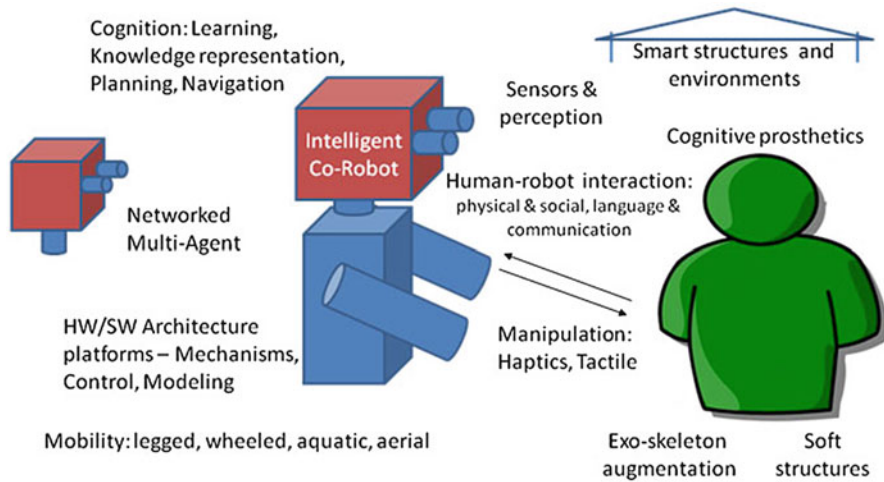 Cognition: Learning,
Knowledge representation,
Planning, Navigation
Smart structures and
environments
Sensors &
perception
Intelligent
Co-Robot
Cognitive prosthetics
Human-robot interaction:
physical & social, language &
communication
Networked
Multi-Agent
HW/SW Architecture
platforms – Mechanisms,
Control, Modeling
Manipulation:
Haptics, Tactile
Mobility: legged, wheeled, aquatic, aerial
Exo-skeleton
augmentation
Soft
structures